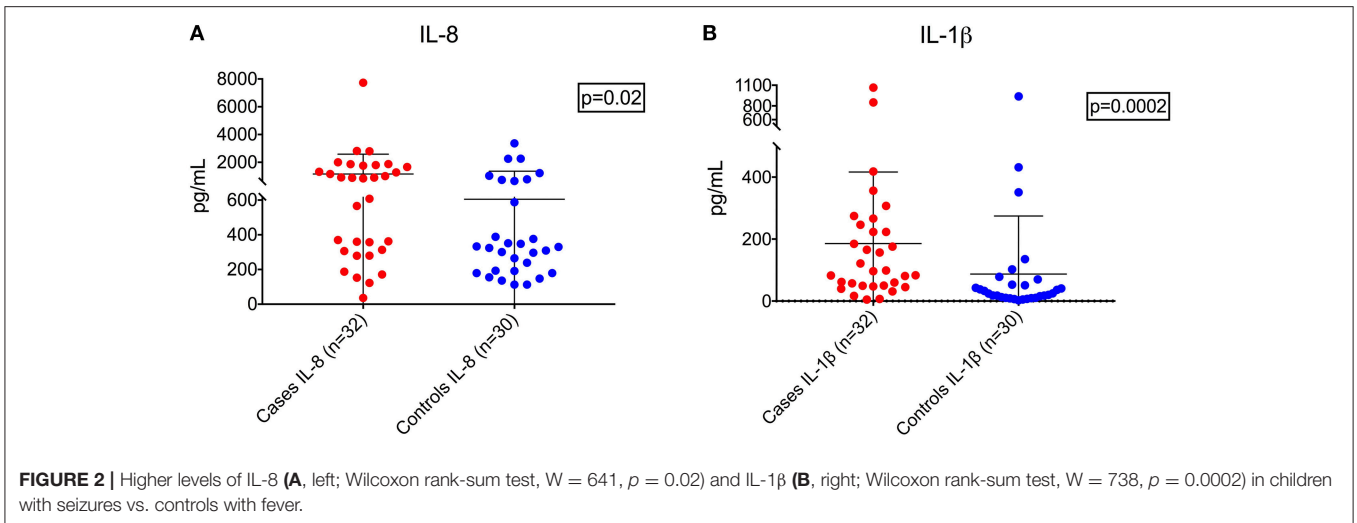 A
IL-8
8000
6000
4000
2000
600
400
200
0
pg/mL
p=0.02
Cases IL-8 (n=32)
Controls IL-8 (n=30)
B
IL-1β
1100
800
600
400
200
0
pg/mL
p=0.0002
Cases IL-1β (n=32)
Controls IL-1β (n=30)
FIGURE 2 | Higher levels of IL-8 (A, left; Wilcoxon rank-sum test, W = 641, p = 0.02) and IL-1β (B, right; Wilcoxon rank-sum test, W = 738, p = 0.0002) in children
with seizures vs. controls with fever.